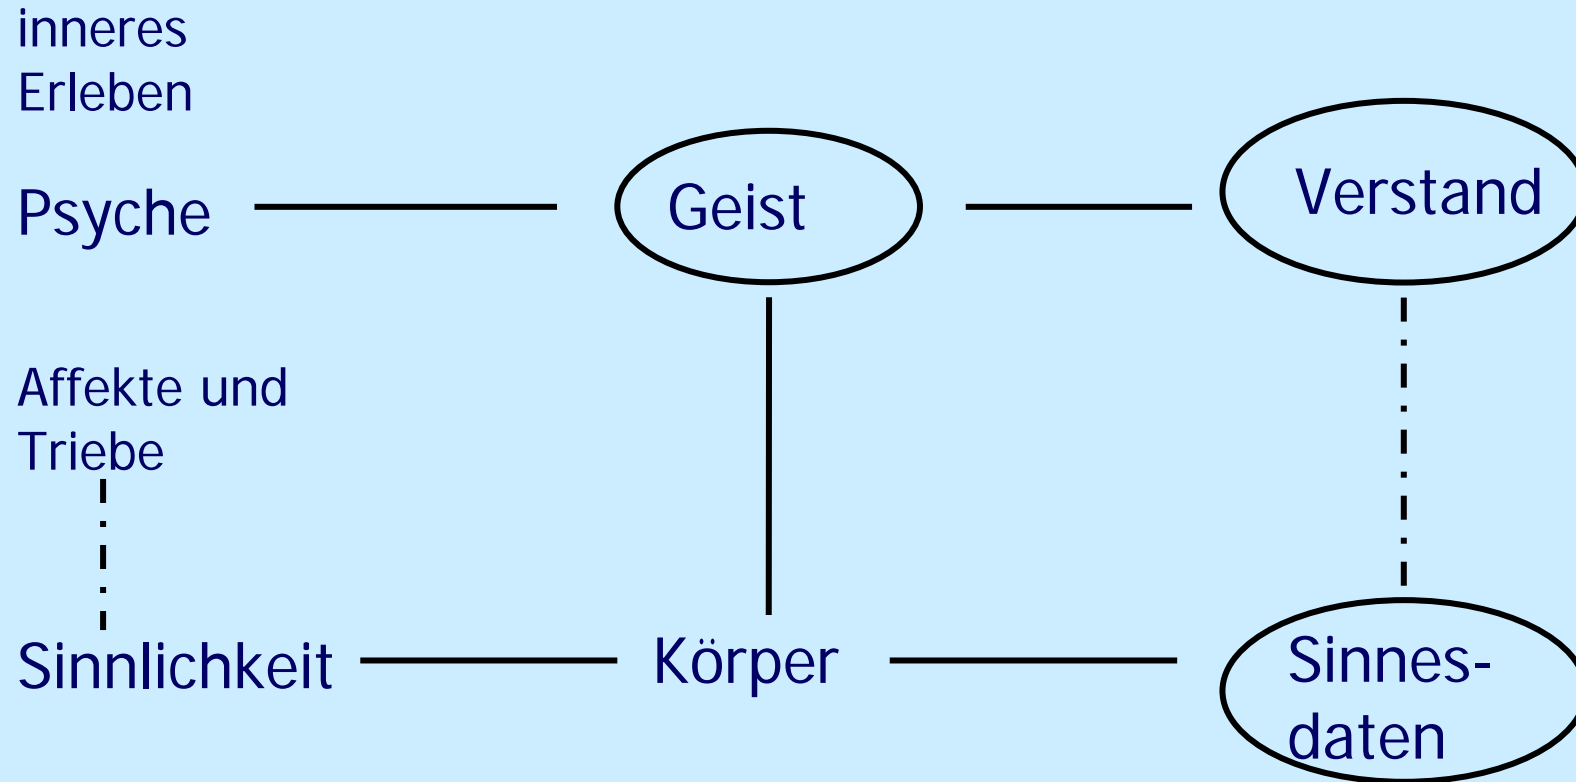 inneres
Erleben
Psyche
Geist
Verstand
Affekte und
Triebe
Sinnlichkeit
Körper
Sinnes-
daten